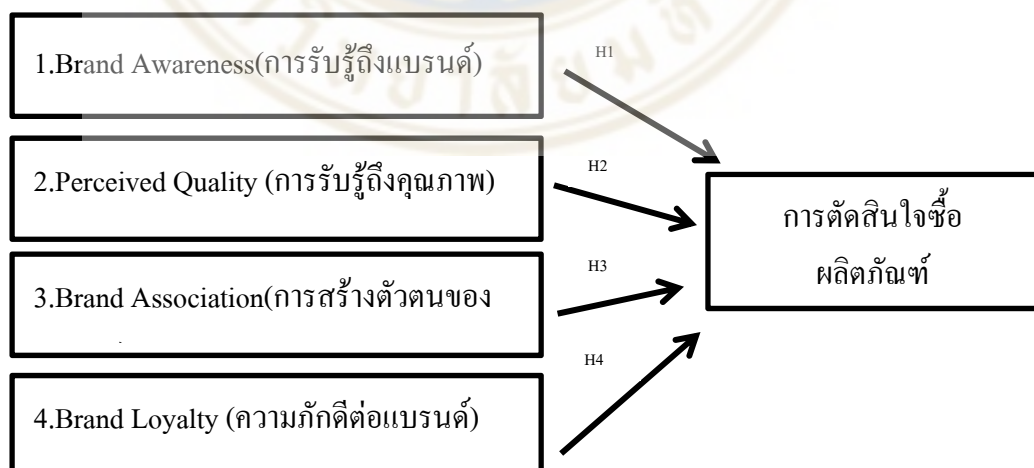 1.Brand Awareness(การรับรู้ถึงแบรนด์)
H1
2.Perceived Quality (การรับรู้ถึงคุณภาพ)
H2
3.Brand Association(การสร้างตัวตนของ
H3
4.Brand Loyalty (ความภักดีต่อแบรนด์)
H4
การตัดสินใจซื้อ
ผลิตภัณฑ์